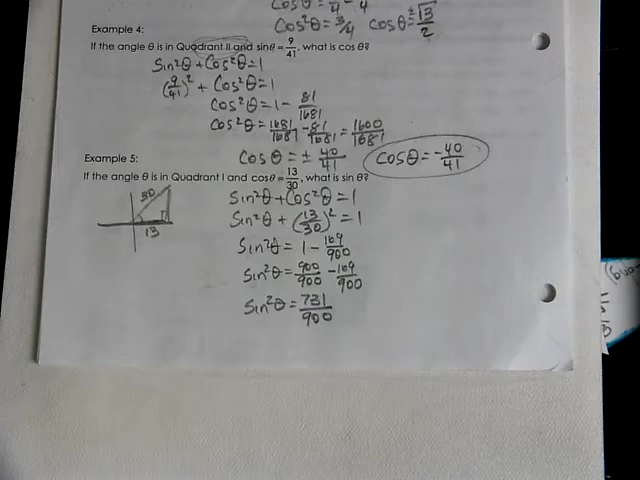 Cos²θ = 3/4 Cosθ = ±√3/2
Example 4:
If the angle θ is in Quadrant II and sinθ = 9/41, what is cos θ?
Sin²θ + Cos²θ = 1
(9/41)² + Cos²θ = 1
Cos²θ = 1 - 81/1681
Cos²θ = 1681/1681 - 81/1681 = 1600/1681
Cosθ = ± 40/41 Cosθ = -40/41
Example 5:
If the angle θ is in Quadrant I and cosθ = 13/30, what is sin θ?
30
13
Sin²θ + Cos²θ = 1
Sin²θ + (13/30)² = 1
Sin²θ = 1 - 169/900
Sin²θ = 900/900 - 169/900
Sin²θ = 731/900